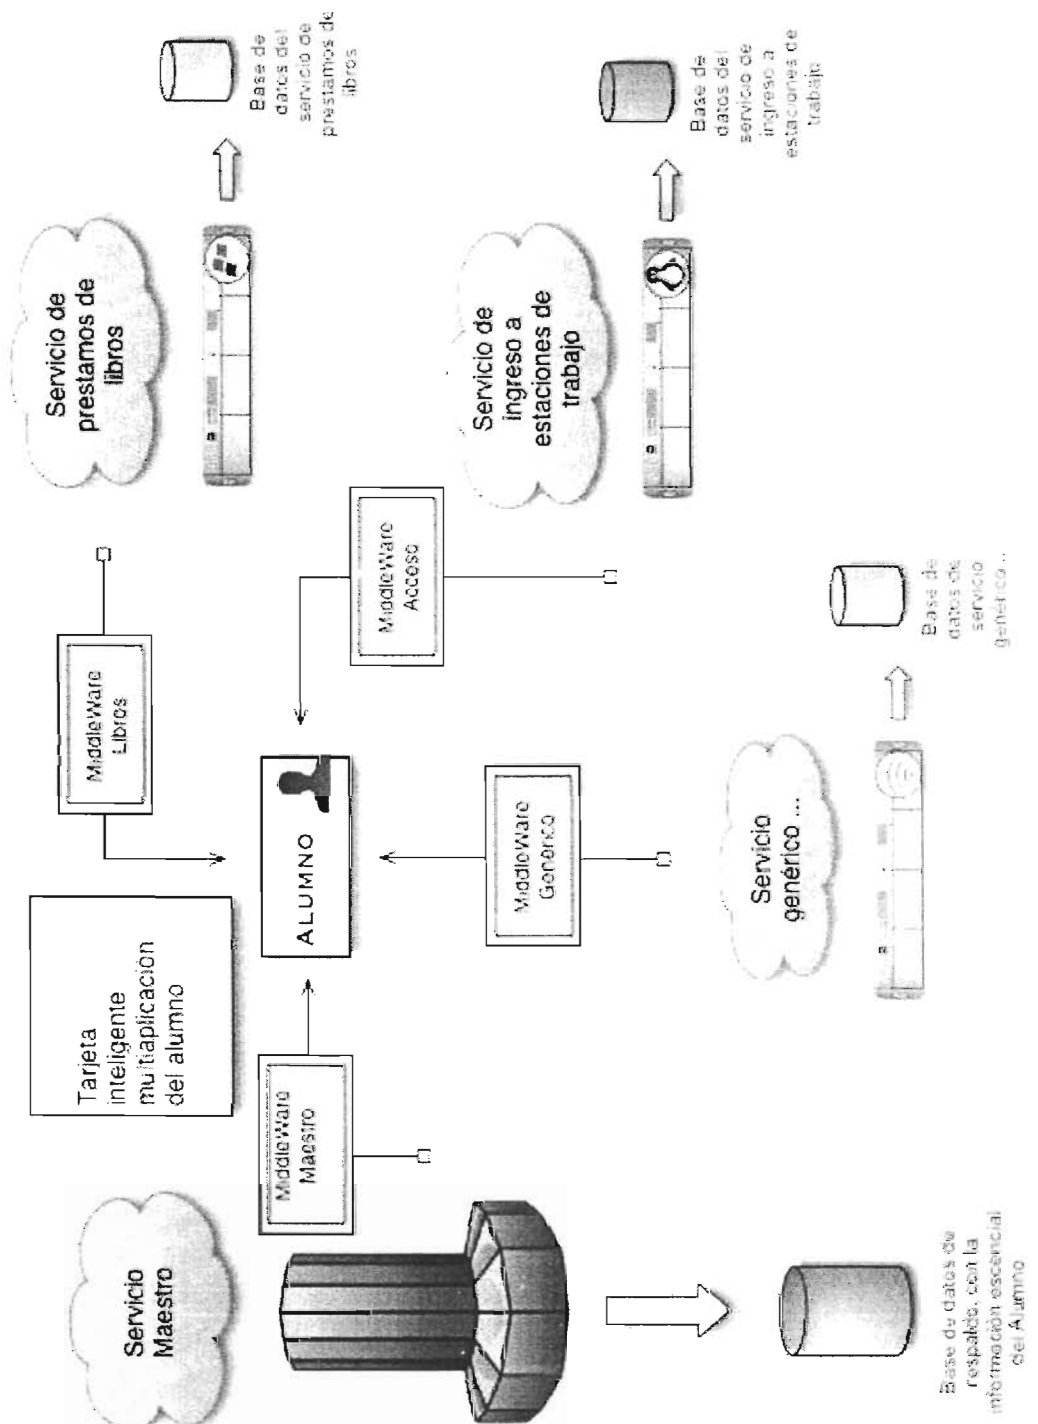 Servicio
Maestro
Tarjeta
inteligente
multiaplicación
del alumno
MiddleWare
Maestro
MiddleWare
Libros
ALUMNO
MiddleWare
Generico
MiddleWare
Acceso
Servicio de
prestamos de
libros
Base de
datos del
servicio de
prestamos de
libros
Servicio de
ingreso a
estaciones de
trabajo
Base de
datos del
servicio de
ingreso a
estaciones de
trabajo
Servicio
genérico ...
Base de
datos de
servicio
genérico ...
Base de datos de
respaldo, con la
información escencial
del Alumno